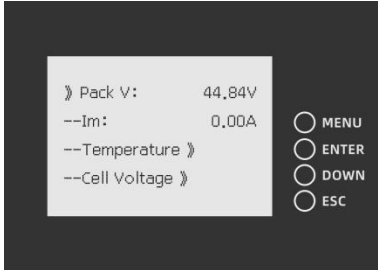 》Pack V: 44.84V
--Im: 0.00A
--Temperature 》
--Cell Voltage 》
MENU
ENTER
DOWN
ESC